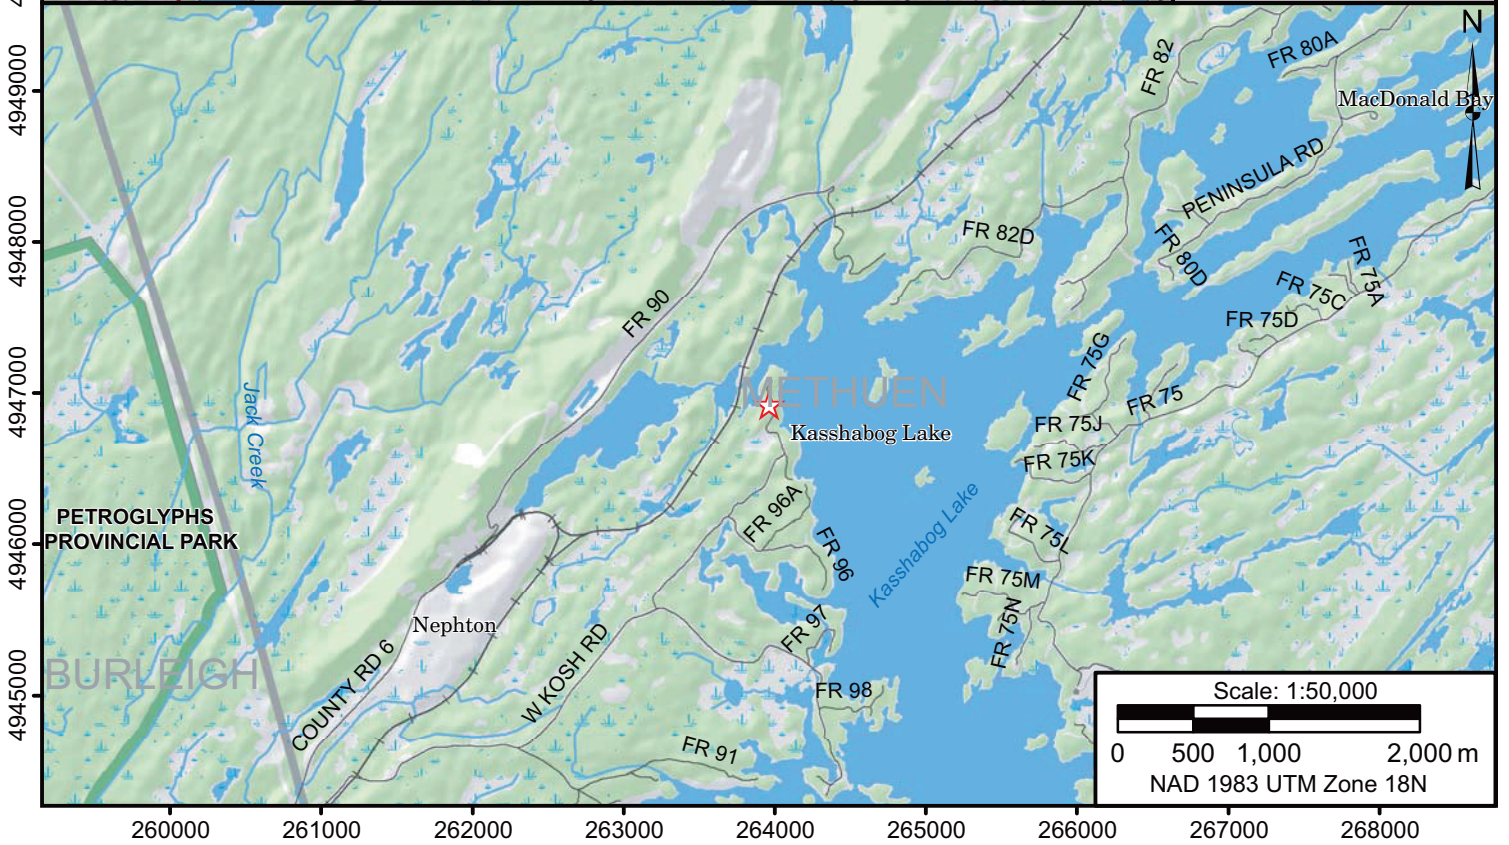 N
4949000
4948000
4947000
4946000
4945000
FR 82
FR 80A
MacDonald Bay
PENINSULA RD
FR 82D
FR 80D
FR 75A
FR 75C
FR 75D
FR 90
FR 75G
METHUEN
Jack Creek
FR 75
FR 75J
Kasshabog Lake
FR 75K
PETROGLYPHS
PROVINCIAL PARK
FR 96A
FR 96
Kasshabog Lake
FR 75L
FR 75M
Nephton
FR 97
FR 75N
BURLEIGH
COUNTY RD 6
W KOSH RD
FR 98
FR 91
Scale: 1:50,000
0 500 1,000 2,000 m
NAD 1983 UTM Zone 18N
260000 261000 262000 263000 264000 265000 266000 267000 268000